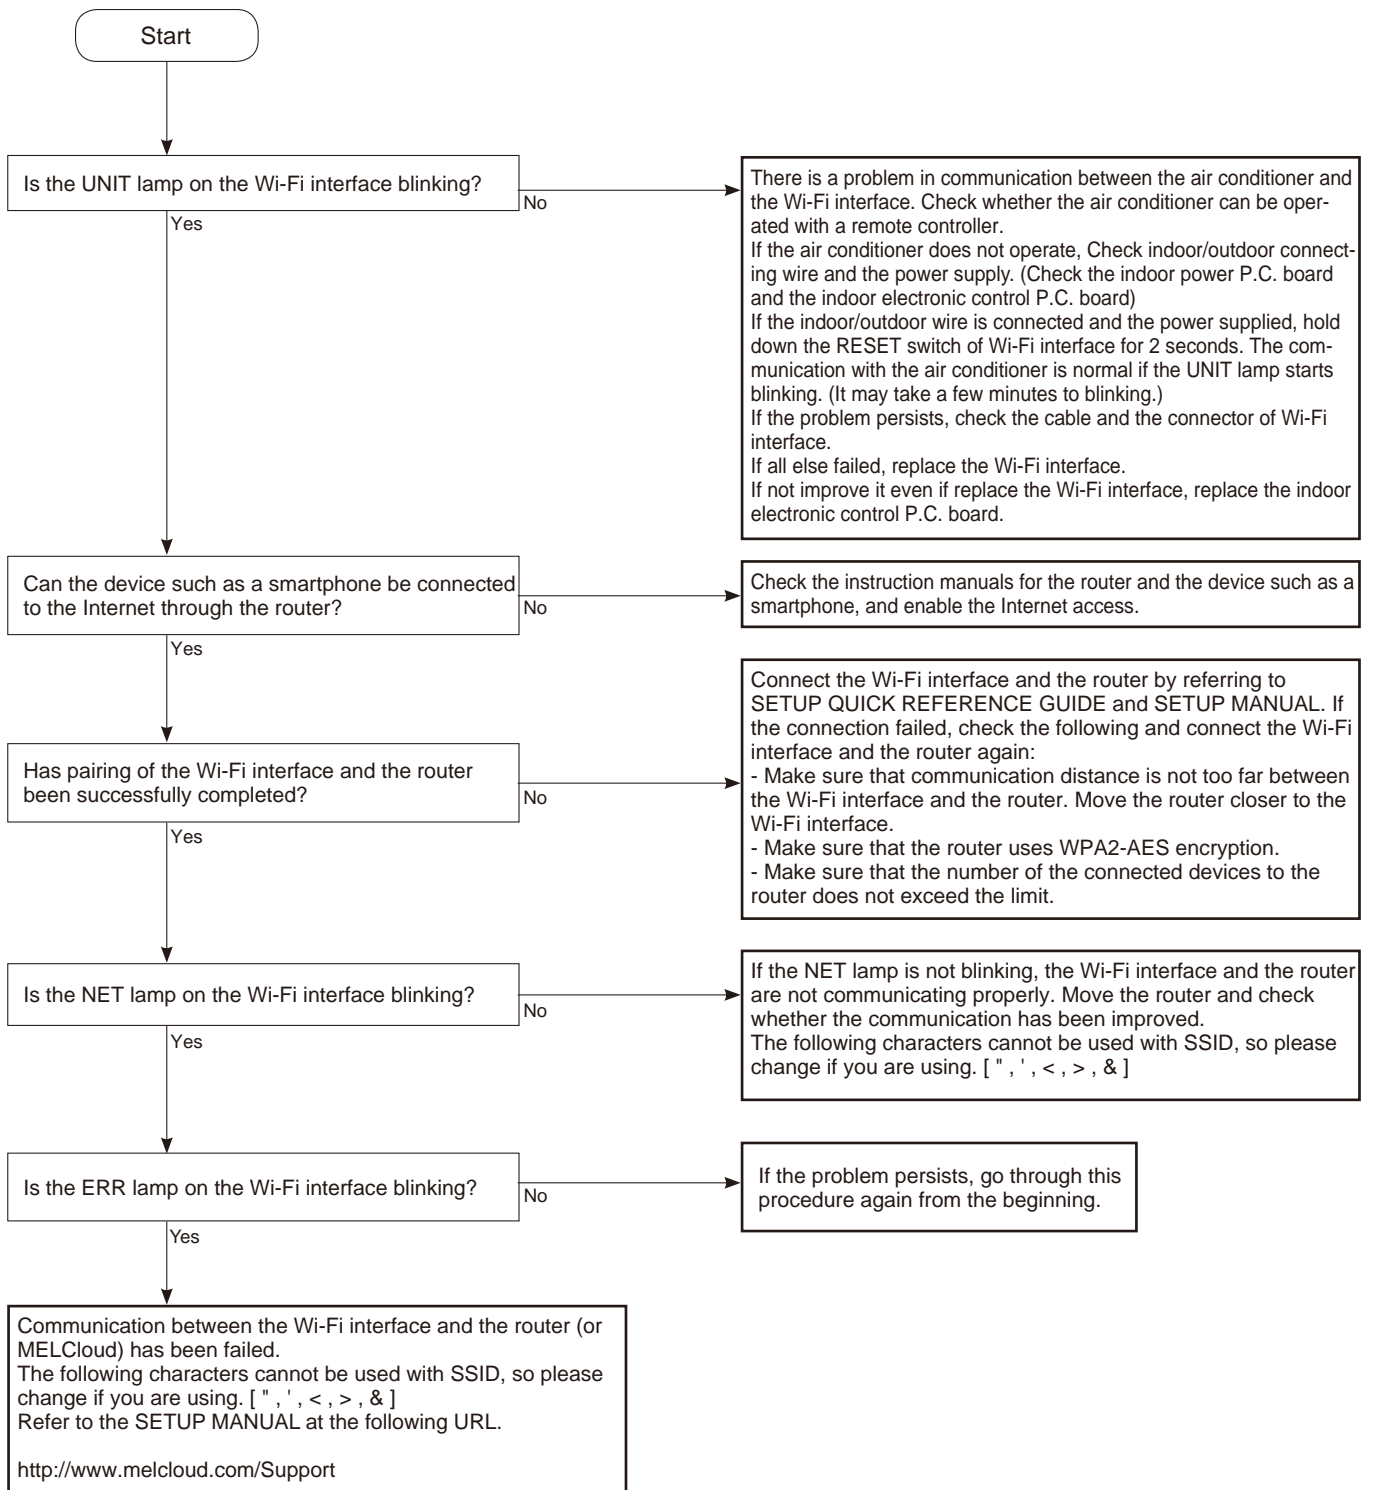 Start
Is the UNIT lamp on the Wi-Fi interface blinking?
No
Yes
There is a problem in communication between the air conditioner and
the Wi-Fi interface. Check whether the air conditioner can be oper-
ated with a remote controller.
If the air conditioner does not operate, Check indoor/outdoor connect-
ing wire and the power supply. (Check the indoor power P.C. board
and the indoor electronic control P.C. board)
If the indoor/outdoor wire is connected and the power supplied, hold
down the RESET switch of Wi-Fi interface for 2 seconds. The com-
munication with the air conditioner is normal if the UNIT lamp starts
blinking. (It may take a few minutes to blinking.)
If the problem persists, check the cable and the connector of Wi-Fi
interface.
If all else failed, replace the Wi-Fi interface.
If not improve it even if replace the Wi-Fi interface, replace the indoor
electronic control P.C. board.
Can the device such as a smartphone be connected
to the Internet through the router?
No
Yes
Check the instruction manuals for the router and the device such as a
smartphone, and enable the Internet access.
Has pairing of the Wi-Fi interface and the router
been successfully completed?
No
Yes
Connect the Wi-Fi interface and the router by referring to
SETUP QUICK REFERENCE GUIDE and SETUP MANUAL. If
the connection failed, check the following and connect the Wi-Fi
interface and the router again:
- Make sure that communication distance is not too far between
the Wi-Fi interface and the router. Move the router closer to the
Wi-Fi interface.
- Make sure that the router uses WPA2-AES encryption.
- Make sure that the number of the connected devices to the
router does not exceed the limit.
Is the NET lamp on the Wi-Fi interface blinking?
No
Yes
If the NET lamp is not blinking, the Wi-Fi interface and the router
are not communicating properly. Move the router and check
whether the communication has been improved.
The following characters cannot be used with SSID, so please
change if you are using. [ " , ' , < , > , & ]
Is the ERR lamp on the Wi-Fi interface blinking?
No
Yes
If the problem persists, go through this
procedure again from the beginning.
Communication between the Wi-Fi interface and the router (or
MELCloud) has been failed.
The following characters cannot be used with SSID, so please
change if you are using. [ " , ' , < , > , & ]
Refer to the SETUP MANUAL at the following URL.
http://www.melcloud.com/Support